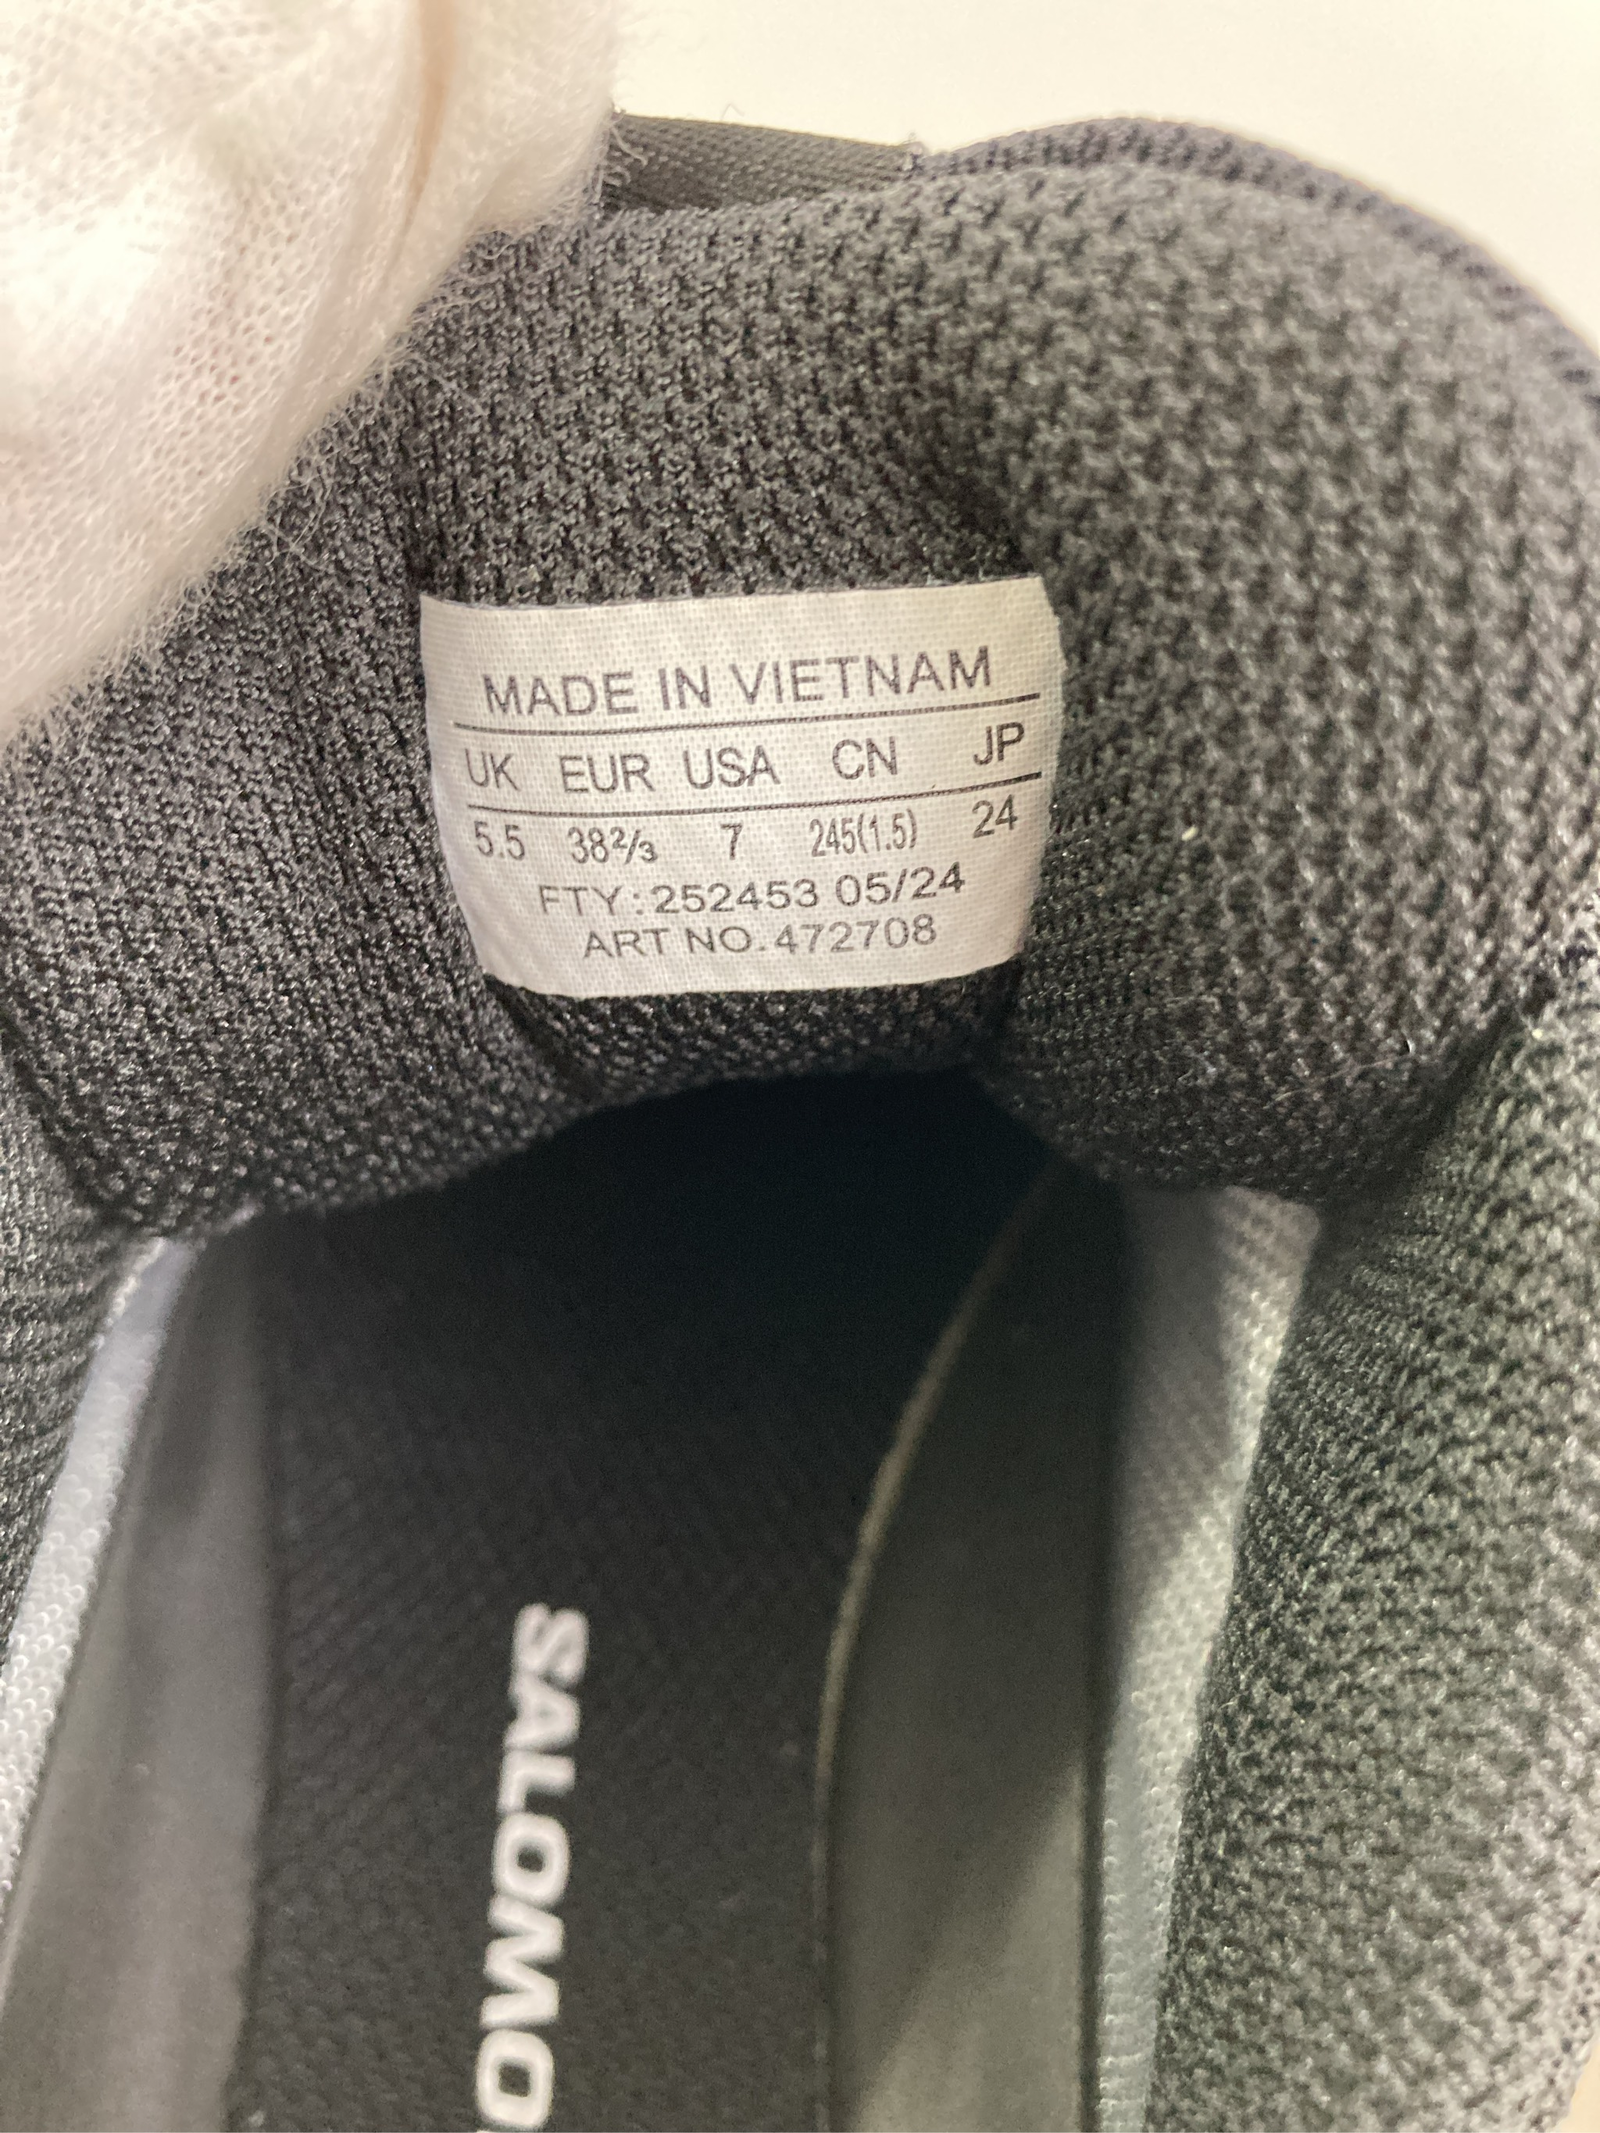 MADE IN VIETNAM
UK EUR USA CN JP
5.5 38⅔ 7 245(1.5) 24
FTY:252453 05/24
ART NO.472708
SALOMO